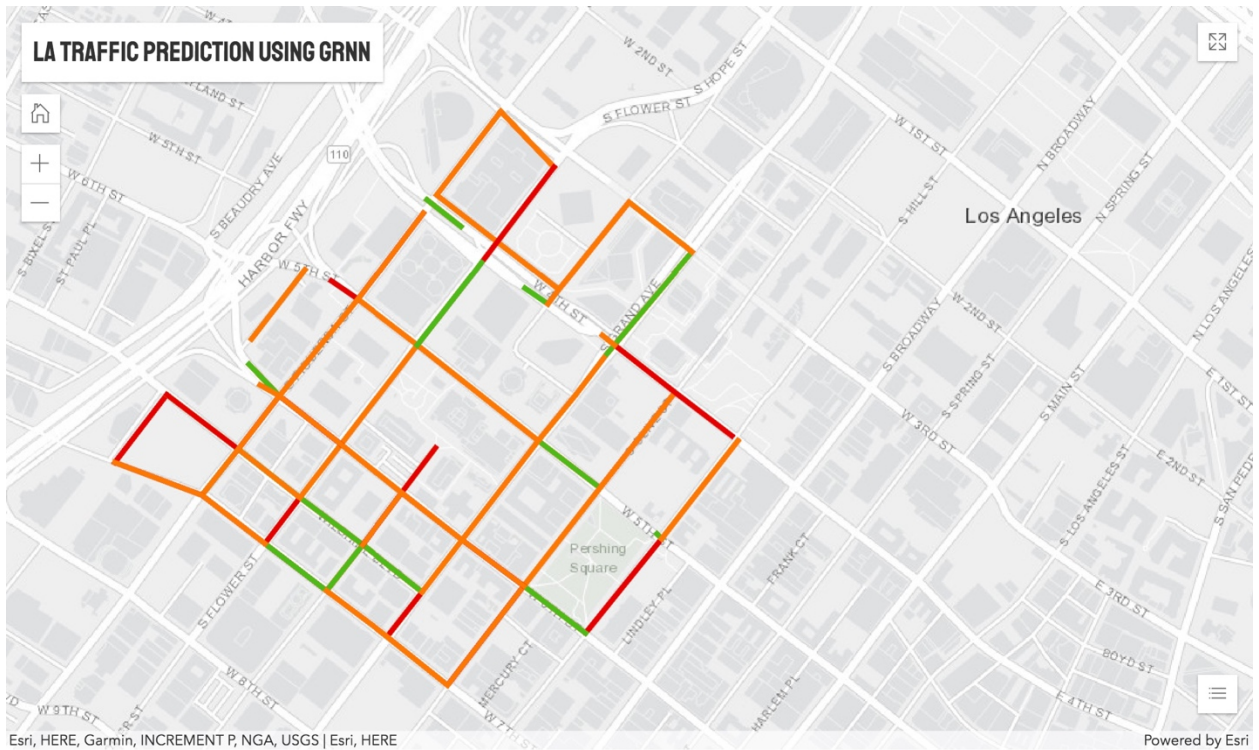 LA TRAFFIC PREDICTION USING GRNN
W 2ND ST
S HOPE ST
S FLOWER ST
W 5TH ST
110
W 6TH ST
S BEAUDRY AVE
W 1ST ST
N BROADWAY
N SPRING ST
S HILL ST
Los Angeles
ST PAUL PL
HARBOR FWY
W 5TH ST
N LOS ANGELES
W 2ND ST
S BROADWAY
S SPRING ST
S MAIN ST
E 1ST ST
W 3RD ST
E 2ND ST
S LOS ANGELES ST
S GRAND AVE
W 5TH ST
Pershing
Square
FRANK CT
LINDLEY PL
S FLOWER ST
E 3RD ST
BOYD ST
E 4TH ST
MERCURY CT
HARLEM PL
W 8TH ST
W 9TH ST
W 7TH ST
Esri, HERE, Garmin, INCREMENT P, NGA, USGS | Esri, HERE
Powered by Esri